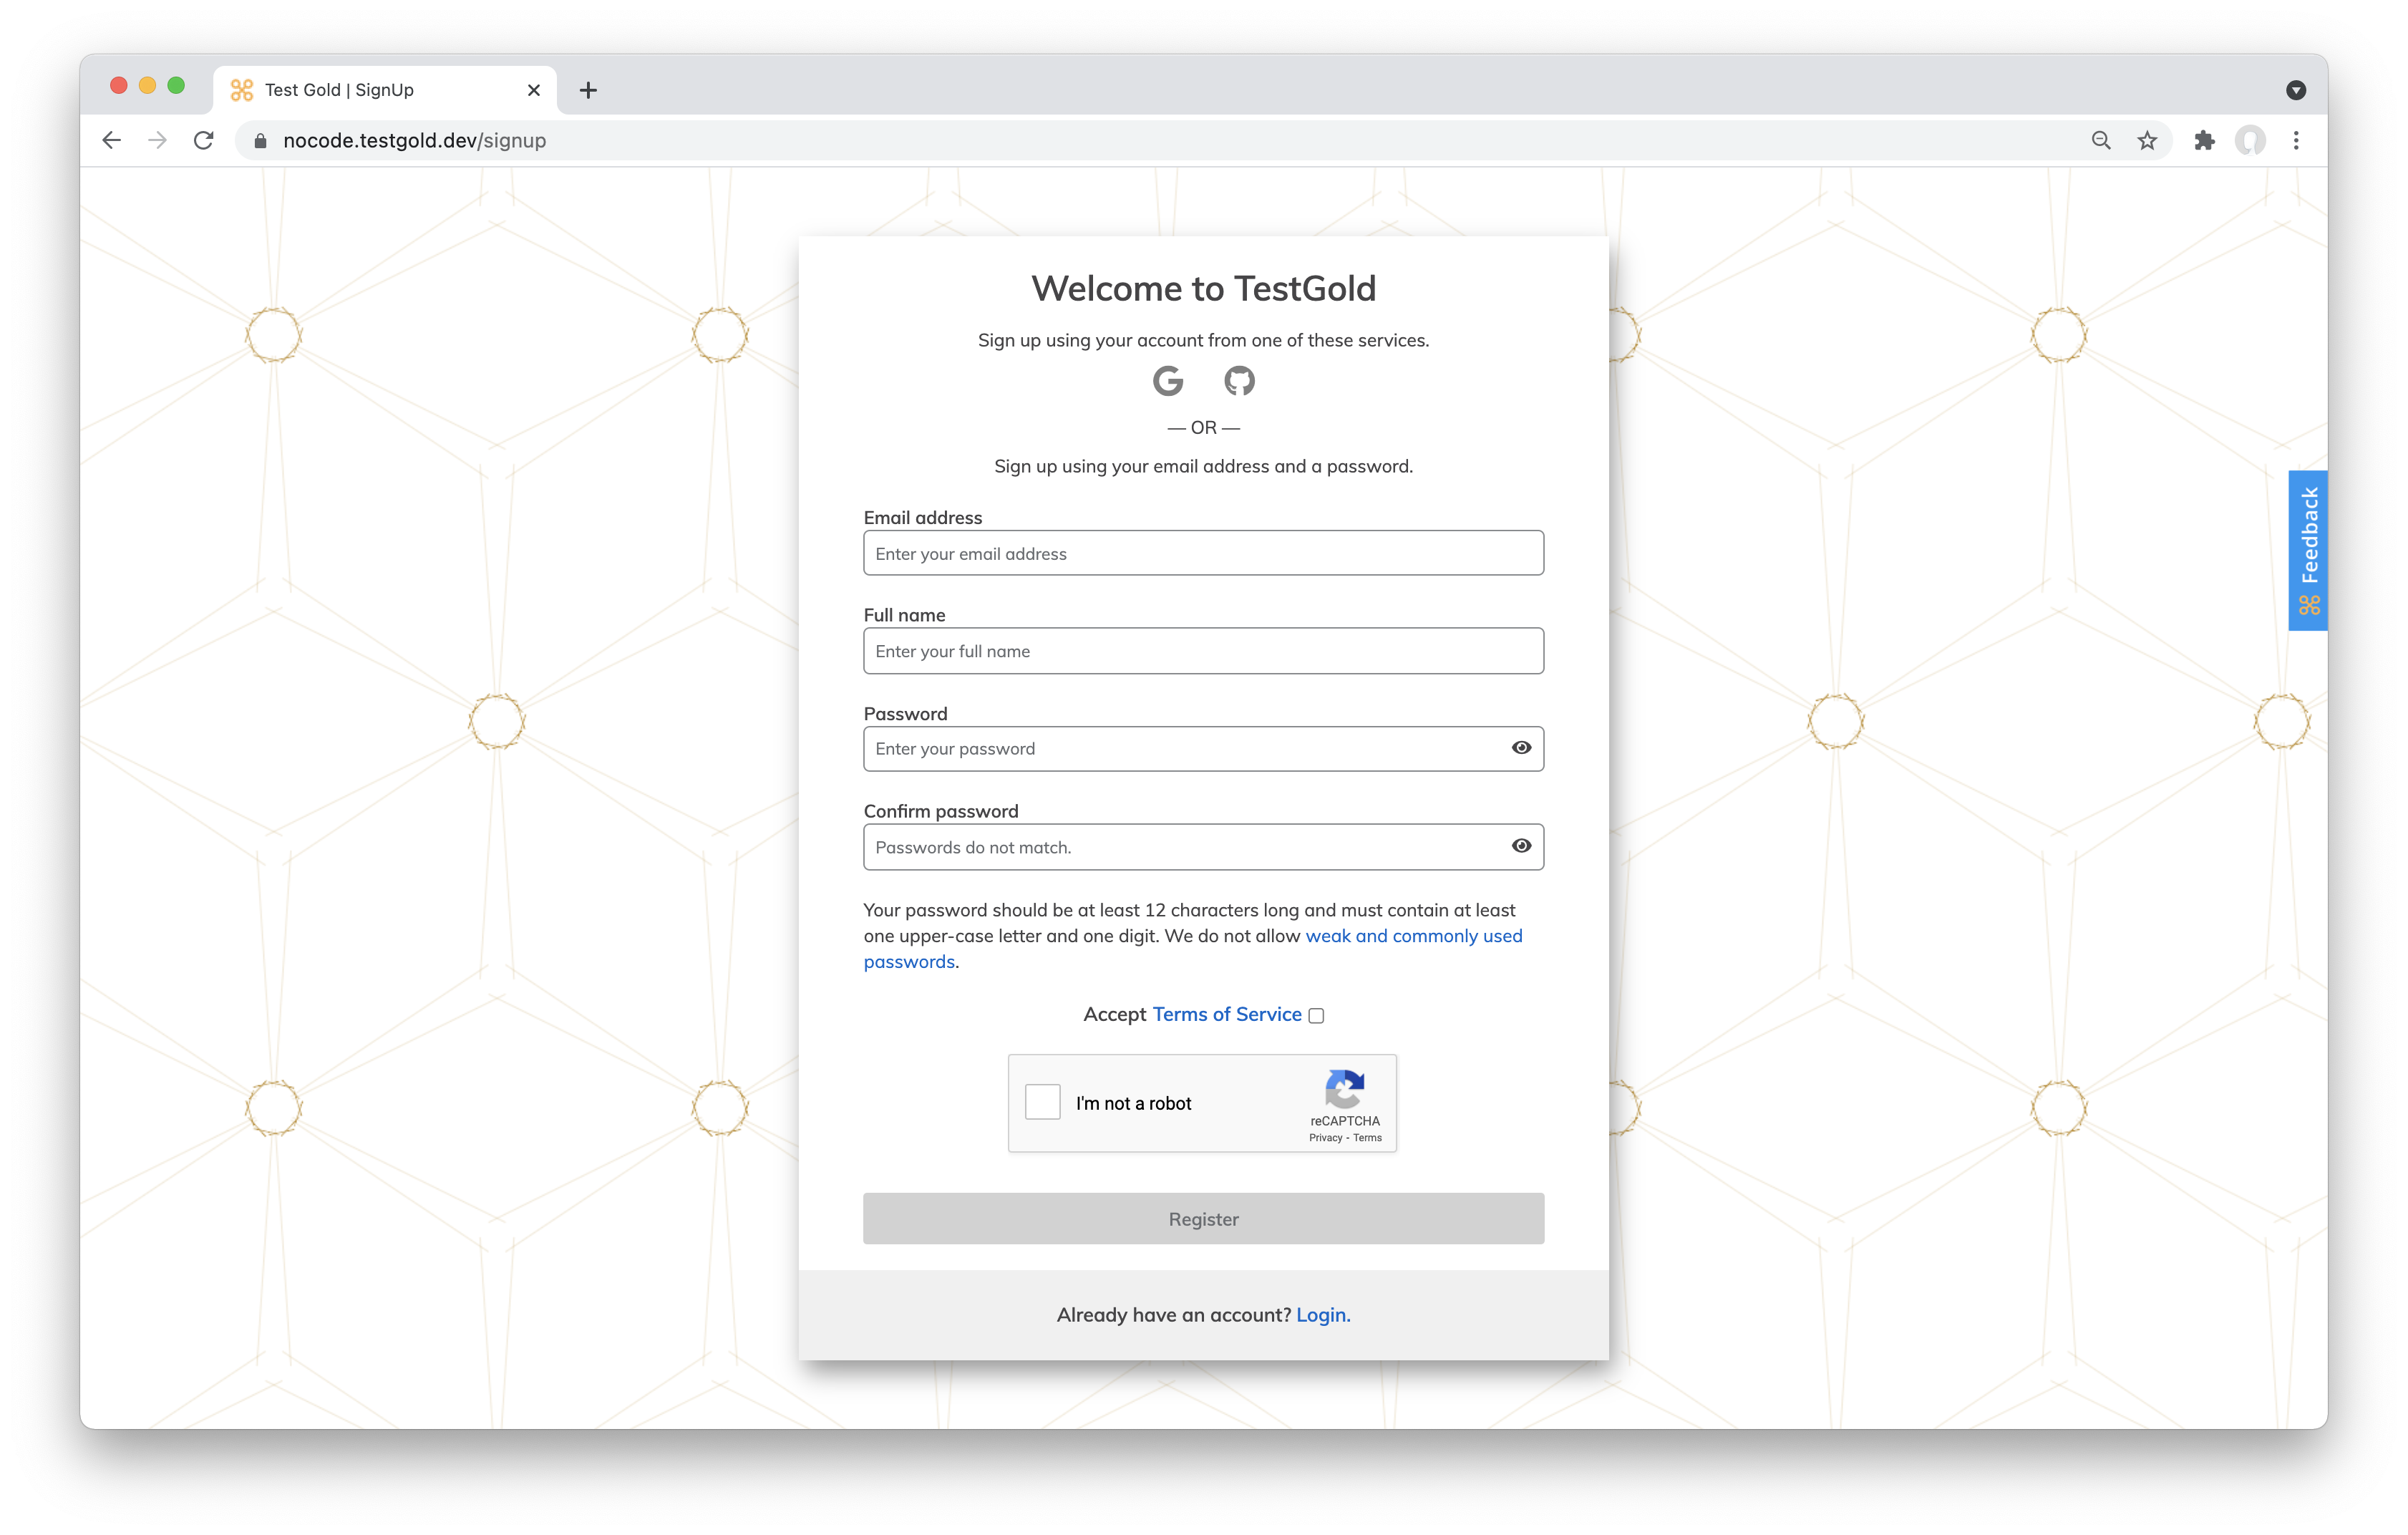 Test Gold | SignUp
nocode.testgold.dev/signup
Welcome to TestGold
Sign up using your account from one of these services.
— OR —
Sign up using your email address and a password.
Email address
Enter your email address
Full name
Enter your full name
Password
Enter your password
Confirm password
Passwords do not match.
Your password should be at least 12 characters long and must contain at least
one upper-case letter and one digit. We do not allow weak and commonly used
passwords.
Accept Terms of Service
I'm not a robot
reCAPTCHA
Privacy - Terms
Register
Already have an account? Login.
Feedback